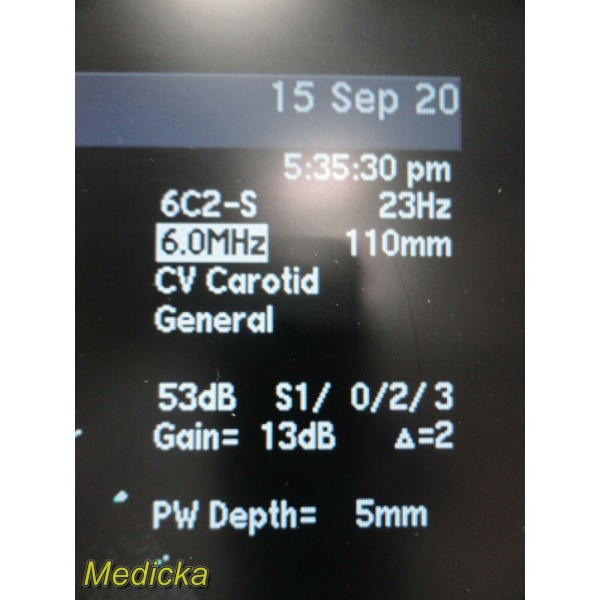 15 Sep 20
5:35:30 pm
6C2-S 23Hz
6.0MHz 110mm
CV Carotid
General
53dB S1/ 0/2/3
Gain= 13dB Δ=2
PW Depth= 5mm
Medicka